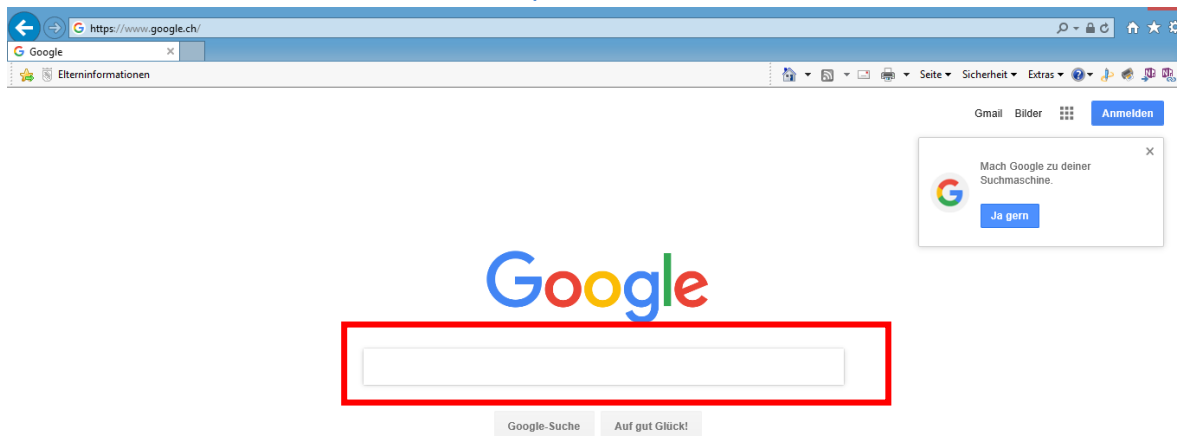 https://www.google.ch/
Google
Elterninformationen
Seite Sicherheit Extras
Gmail Bilder Anmelden
Mach Google zu deiner
Suchmaschine.
Ja gern
Google
Google-Suche Auf gut Glück!